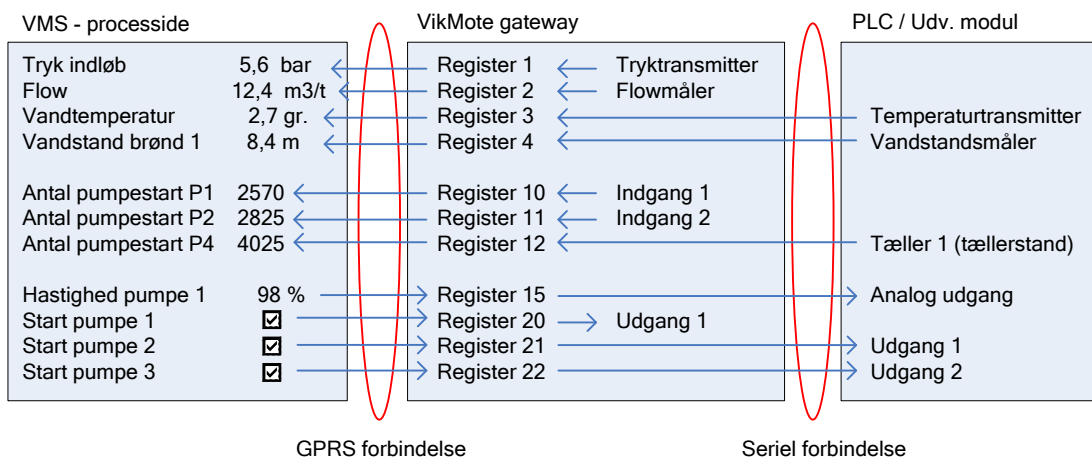 VMS - processide VikMote gateway PLC / Udv. modul
Tryk indløb 5,6 bar Register 1 Tryktransmitter
Flow 12,4 m3/t Register 2 Flowmåler
Vandtemperatur 2,7 gr. Register 3 Temperaturtransmitter
Vandstand brønd 1 8,4 m Register 4 Vandstandsmåler
Antal pumpestart P1 2570 Register 10 Indgang 1
Antal pumpestart P2 2825 Register 11 Indgang 2
Antal pumpestart P4 4025 Register 12 Tæller 1 (tællerstand)
Hastighed pumpe 1 98 % Register 15 Analog udgang
Start pumpe 1 Register 20 Udgang 1
Start pumpe 2 Register 21 Udgang 1
Start pumpe 3 Register 22 Udgang 2
GPRS forbindelse Seriel forbindelse